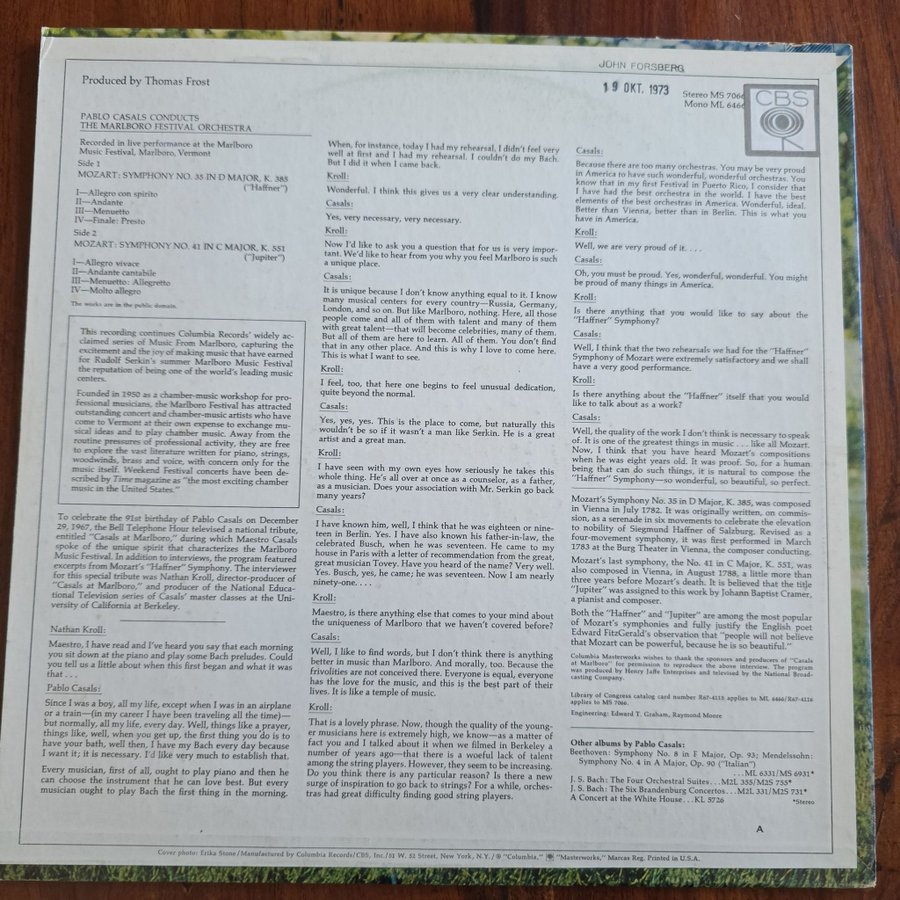 JOHN FORSBERG
19 OKT. 1973
Produced by Thomas Frost
Stereo MS 7066
Mono ML 6466
CBS
PABLO CASALS CONDUCTS
THE MARLBORO FESTIVAL ORCHESTRA
Recorded in live performance at the Marlboro
Music Festival, Marlboro, Vermont
Side 1
MOZART: SYMPHONY NO. 35 IN D MAJOR, K. 385
("Haffner")
I—Allegro con spirito
II—Andante
III—Menuetto
IV—Finale: Presto
Side 2
MOZART: SYMPHONY NO. 41 IN C MAJOR, K. 551
("Jupiter")
I—Allegro vivace
II—Andante cantabile
III—Menuetto: Allegretto
IV—Molto allegro
The works are in the public domain.
This recording continues Columbia Records' widely ac-
claimed series of Music From Marlboro, capturing the
excitement and the joy of making music that have earned
for Rudolf Serkin's summer Marlboro Music Festival
the reputation of being one of the world's leading music
centers.
Founded in 1950 as a chamber-music workshop for pro-
fessional musicians, the Marlboro Festival has attracted
outstanding concert and chamber-music artists who have
come to Vermont at their own expense to exchange mu-
sical ideas and to play chamber music. Away from the
routine pressures of professional activity, they are free
to explore the vast literature written for piano, strings,
woodwinds, brass and voice, with concern only for the
music itself. Weekend Festival concerts have been de-
scribed by Time magazine as "the most exciting chamber
music in the United States."
To celebrate the 91st birthday of Pablo Casals on December
29, 1967, the Bell Telephone Hour televised a national tribute,
entitled "Casals at Marlboro," during which Maestro Casals
spoke of the unique spirit that characterizes the Marlboro
Music Festival. In addition to interviews, the program featured
excerpts from Mozart's "Haffner" Symphony. The interviewer
for this special tribute was Nathan Kroll, director-producer of
"Casals at Marlboro," and producer of the National Educa-
tional Television series of Casals' master classes at the Uni-
versity of California at Berkeley.
Nathan Kroll:
Maestro, I have read and I've heard you say that each morning
you sit down at the piano and play some Bach preludes. Could
you tell us a little about when this first began and what it was
that . . .
Pablo Casals:
Since I was a boy, all my life, except when I was in an airplane
or a train—(in my career I have been traveling all the time)—
but normally, all my life, every day. Well, things like a prayer,
things like, well, when you get up, the first thing you do is to
have your bath, well then, I have my Bach every day because
I want it; it is necessary. I'd like very much to establish that.
Every musician, first of all, ought to play piano and then he
can choose the instrument that he can love best. But every
musician ought to play Bach the first thing in the morning.
When, for instance, today I had my rehearsal, I didn't feel very
well at first and I had my rehearsal. I couldn't do my Bach.
But I did it when I came back.
Kroll:
Wonderful. I think this gives us a very clear understanding.
Casals:
Yes, very necessary, very necessary.
Kroll:
Now I'd like to ask you a question that for us is very impor-
tant. We'd like to hear from you why you feel Marlboro is such
a unique place.
Casals:
It is unique because I don't know anything equal to it. I know
many musical centers for every country—Russia, Germany,
London, and so on. But like Marlboro, nothing. Here, all those
people come and all of them with talent and many of them
with great talent—that will become celebrities, many of them.
But all of them are here to learn. All of them. You don't find
that in any other place. And this is why I love to come here.
This is what I want to see.
Kroll:
I feel, too, that here one begins to feel unusual dedication,
quite beyond the normal.
Casals:
Yes, yes, yes. This is the place to come, but naturally this
wouldn't be so if it wasn't a man like Serkin. He is a great
artist and a great man.
Kroll:
I have seen with my own eyes how seriously he takes this
whole thing. He's all over at once as a counselor, as a father,
as a musician. Does your association with Mr. Serkin go back
many years?
Casals:
I have known him, well, I think that he was eighteen or nine-
teen in Berlin. Yes. I have also known his father-in-law, the
celebrated Busch, when he was seventeen. He came to my
house in Paris with a letter of recommendation from the great,
great musician Tovey. Have you heard of the name? Very well.
Yes. Busch, yes, he came; he was seventeen. Now I am nearly
ninety-one. . . .
Kroll:
Maestro, is there anything else that comes to your mind about
the uniqueness of Marlboro that we haven't covered before?
Casals:
Well, I like to find words, but I don't think there is anything
better in music than Marlboro. And morally, too. Because the
frivolities are not conceived there. Everyone is equal, everyone
has the love for the music, and this is the best part of their
lives. It is like a temple of music.
Kroll:
That is a lovely phrase. Now, though the quality of the young-
er musicians here is extremely high, we know—as a matter of
fact you and I talked about it when we filmed in Berkeley a
number of years ago—that there is a woeful lack of talent
among the string players. However, they seem to be increasing.
Do you think there is any particular reason? Is there a new
surge of inspiration to go back to strings? For a while, orches-
tras had great difficulty finding good string players.
Casals:
Because there are too many orchestras. You may be very proud
in America to have such wonderful, wonderful orchestras. You
know that in my first Festival in Puerto Rico, I consider that
I have had the best orchestra in the world. I have the best
elements of the best orchestras in America. Wonderful, ideal.
Better than Vienna, better than in Berlin. This is what you
have in America.
Kroll:
Well, we are very proud of it. . . .
Casals:
Oh, you must be proud. Yes, wonderful, wonderful. You might
be proud of many things in America.
Kroll:
Is there anything that you would like to say about the
"Haffner" Symphony?
Casals:
Well, I think that the two rehearsals we had for the "Haffner"
Symphony of Mozart were extremely satisfactory and we shall
have a very good performance.
Kroll:
Is there anything about the "Haffner" itself that you would
like to talk about as a work?
Casals:
Well, the quality of the work I don't think is necessary to speak
of. It is one of the greatest things in music . . . like all Mozart.
Now, I think that you have heard Mozart's compositions
when he was eight years old. It was proof. So, for a human
being that can do such things, it is natural to compose the
"Haffner" Symphony—so wonderful, so beautiful, so perfect.
Mozart's Symphony No. 35 in D Major, K. 385, was composed
in Vienna in July 1782. It was originally written, on commis-
sion, as a serenade in six movements to celebrate the elevation
to nobility of Siegmund Haffner of Salzburg. Revised as a
four-movement symphony, it was first performed in March
1783 at the Burg Theater in Vienna, the composer conducting.
Mozart's last symphony, the No. 41 in C Major, K. 551, was
also composed in Vienna, in August 1788, a little more than
three years before Mozart's death. It is believed that the title
"Jupiter" was assigned to this work by Johann Baptist Cramer,
a pianist and composer.
Both the "Haffner" and "Jupiter" are among the most popular
of Mozart's symphonies and fully justify the English poet
Edward FitzGerald's observation that "people will not believe
that Mozart can be powerful, because he is so beautiful."
Columbia Masterworks wishes to thank the sponsors and producers of "Casals
at Marlboro" for permission to reproduce the above interview. The program
was produced by Henry Jaffe Enterprises and televised by the National Broad-
casting Company.
Library of Congress catalog card number R67-4115 applies to ML 6466/R67-4116
applies to MS 7066.
Engineering: Edward T. Graham, Raymond Moore
Other albums by Pablo Casals:
Beethoven: Symphony No. 8 in F Major, Op. 93; Mendelssohn:
Symphony No. 4 in A Major, Op. 90 ("Italian")
. . . ML 6331/MS 6931*
J. S. Bach: The Four Orchestral Suites . . . M2L 355/M2S 755*
J. S. Bach: The Six Brandenburg Concertos . . . M2L 331/M2S 731*
A Concert at the White House . . . KL 5726
*Stereo
A
Cover photo: Erika Stone/Manufactured by Columbia Records/CBS, Inc./51 W. 52 Street, New York, N.Y./® "Columbia," "Masterworks," Marcas Reg. Printed in U.S.A.